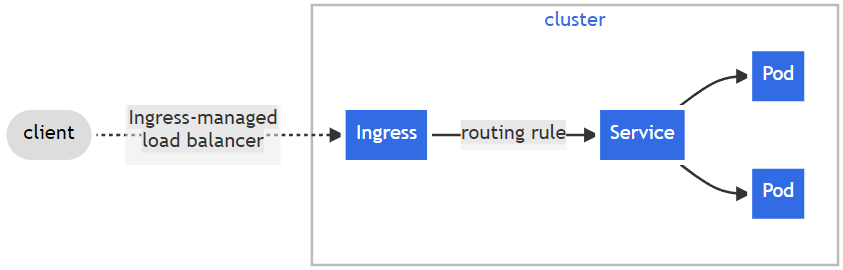 cluster
client
Ingress-managed
load balancer
Ingress
routing rule
Service
Pod
Pod